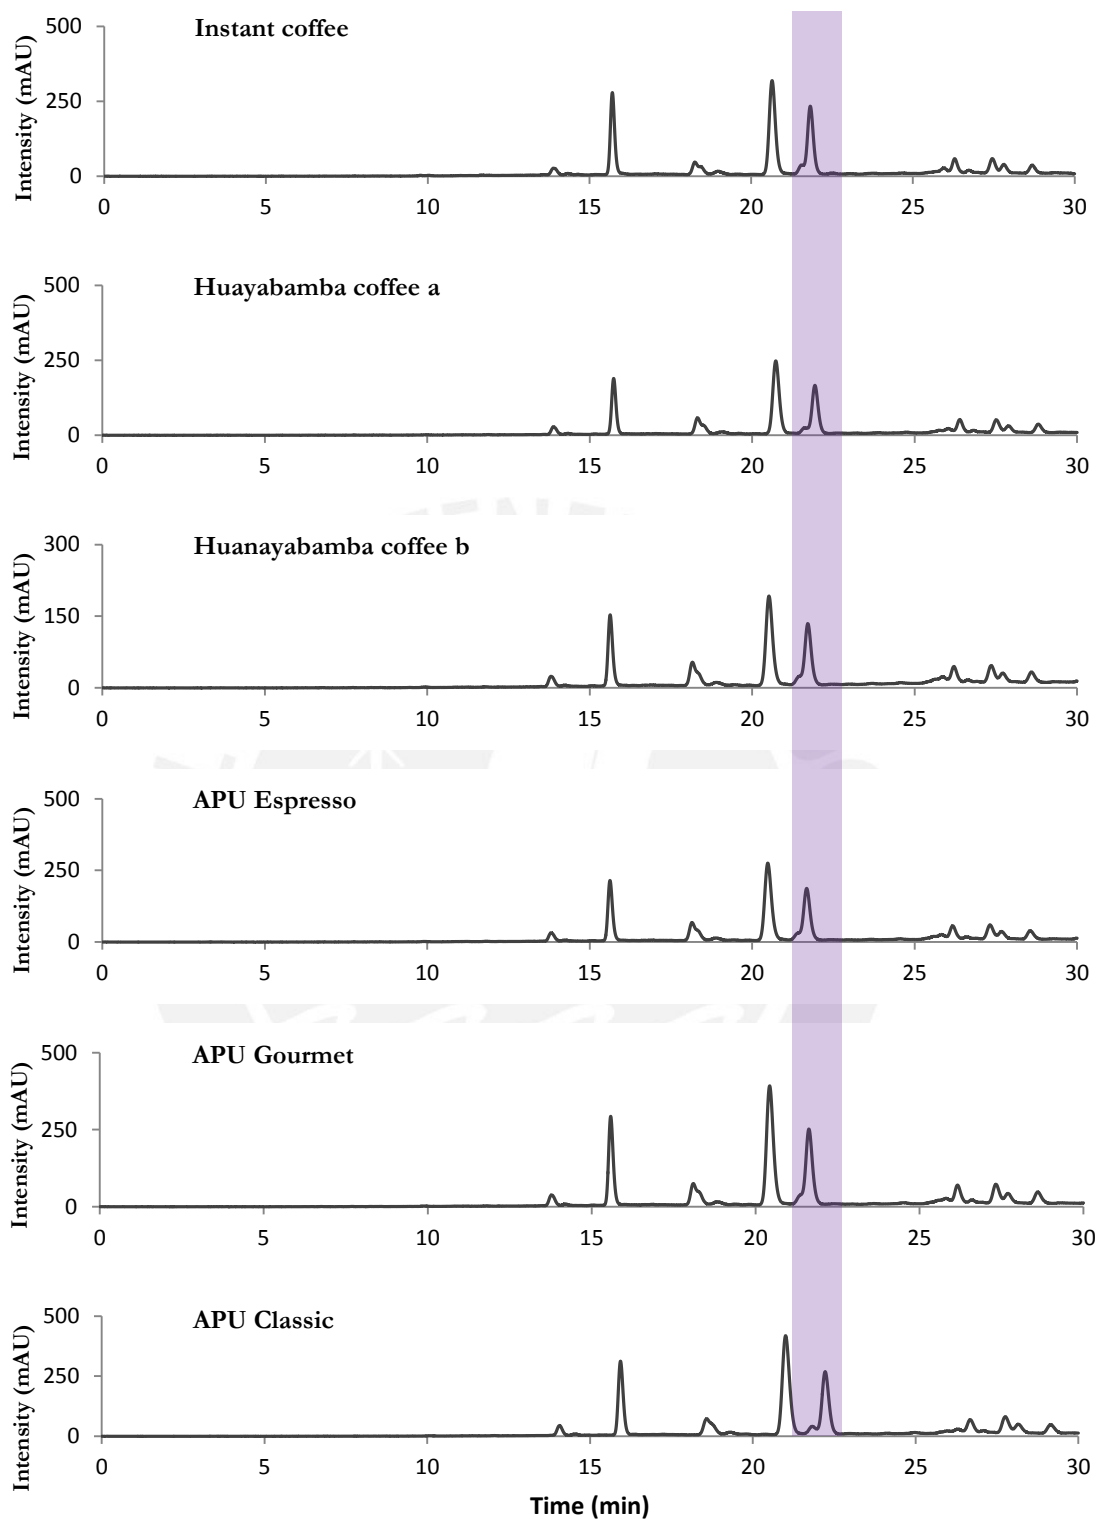 Instant coffee
Intensity (mAU)
500
250
0
0 5 10 15 20 25 30
Huayabamba coffee a
Intensity (mAU)
500
250
0
0 5 10 15 20 25 30
Huanayabamba coffee b
Intensity (mAU)
300
150
0
0 5 10 15 20 25 30
APU Espresso
Intensity (mAU)
500
250
0
0 5 10 15 20 25 30
APU Gourmet
Intensity (mAU)
500
250
0
0 5 10 15 20 25 30
APU Classic
Intensity (mAU)
500
250
0
0 5 10 15 20 25 30
Time (min)